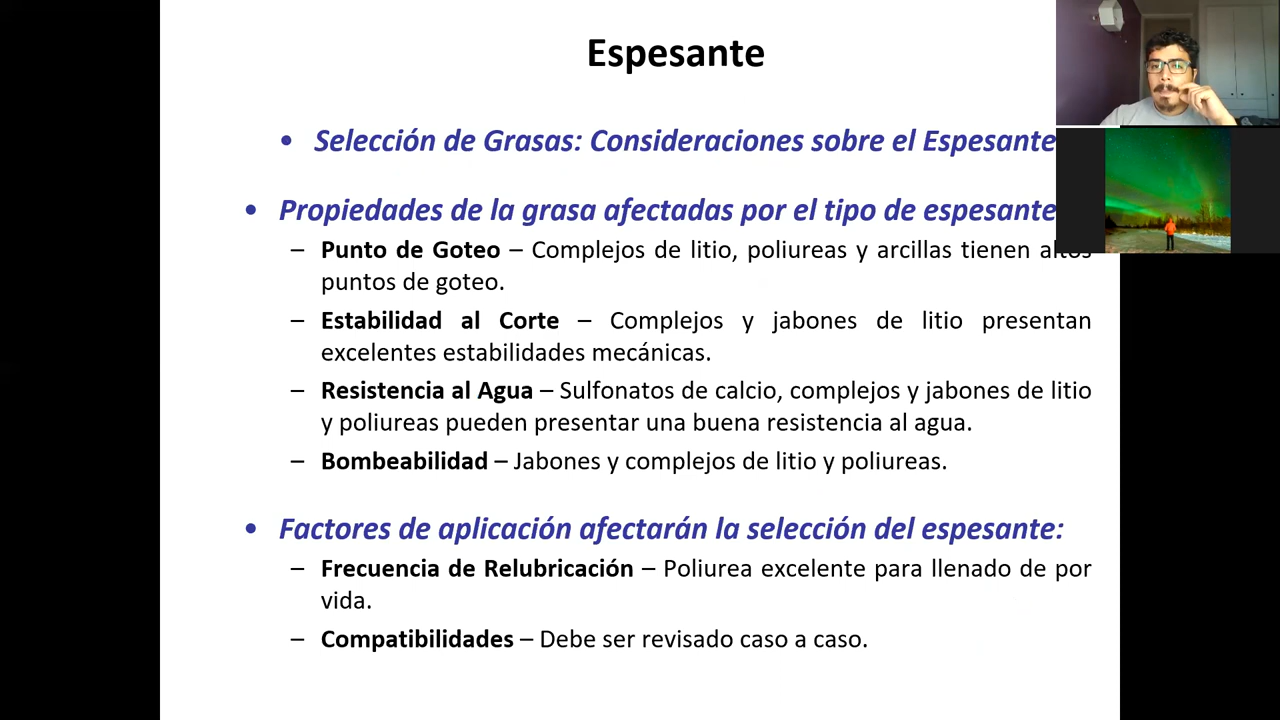 Espesante
• Selección de Grasas: Consideraciones sobre el Espesante
• Propiedades de la grasa afectadas por el tipo de espesante
– Punto de Goteo – Complejos de litio, poliureas y arcillas tienen altos
puntos de goteo.
– Estabilidad al Corte – Complejos y jabones de litio presentan
excelentes estabilidades mecánicas.
– Resistencia al Agua – Sulfonatos de calcio, complejos y jabones de litio
y poliureas pueden presentar una buena resistencia al agua.
– Bombeabilidad – Jabones y complejos de litio y poliureas.
• Factores de aplicación afectarán la selección del espesante:
– Frecuencia de Relubricación – Poliurea excelente para llenado de por
vida.
– Compatibilidades – Debe ser revisado caso a caso.